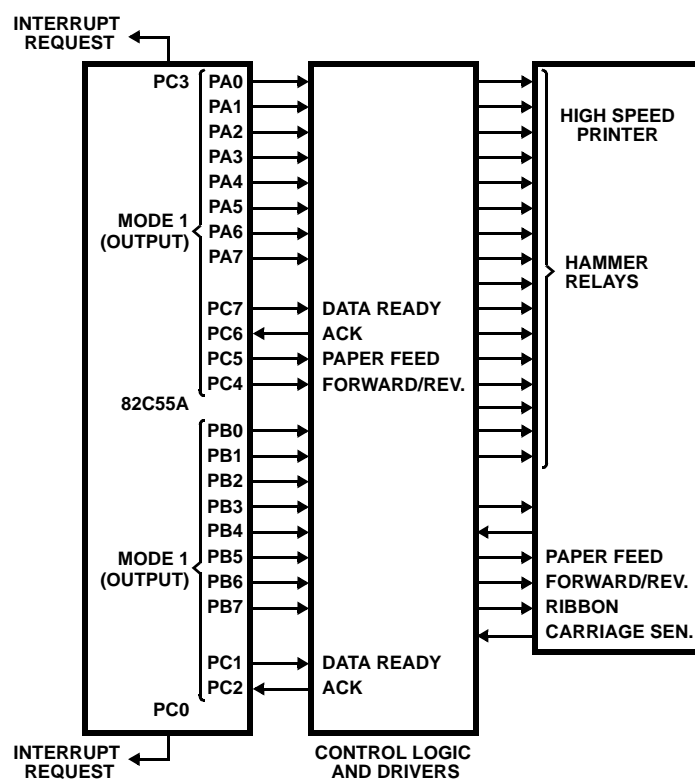 INTERRUPT
REQUEST
PC3 PA0
PA1
PA2
PA3
PA4
PA5
PA6
PA7
MODE 1
(OUTPUT)
PC7
PC6
PC5
PC4
82C55A
PB0
PB1
PB2
PB3
PB4
PB5
PB6
PB7
MODE 1
(OUTPUT)
PC1
PC2
PC0
INTERRUPT
REQUEST
DATA READY
ACK
PAPER FEED
FORWARD/REV.
DATA READY
ACK
CONTROL LOGIC
AND DRIVERS
HIGH SPEED
PRINTER
HAMMER
RELAYS
PAPER FEED
FORWARD/REV.
RIBBON
CARRIAGE SEN.